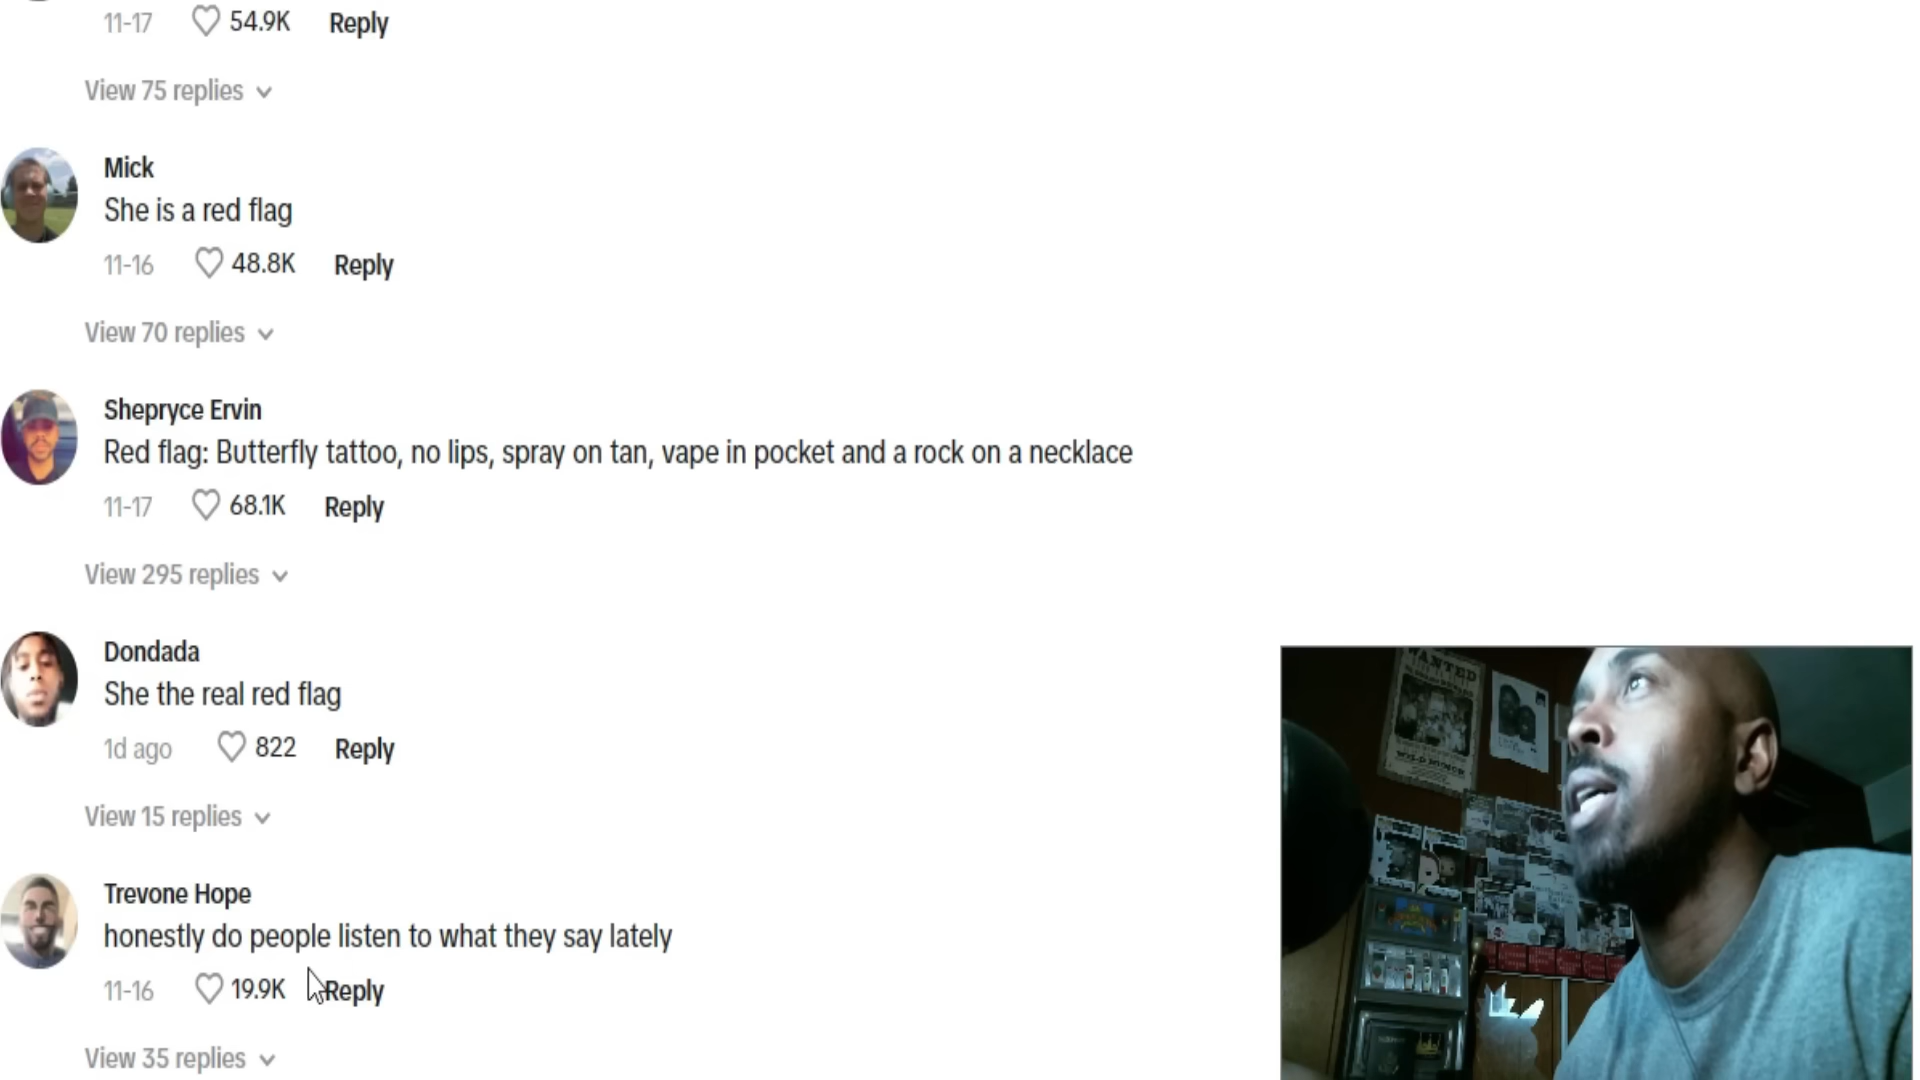 11-17 54.9K Reply
View 75 replies
Mick
She is a red flag
11-16 48.8K Reply
View 70 replies
Shepryce Ervin
Red flag: Butterfly tattoo, no lips, spray on tan, vape in pocket and a rock on a necklace
11-17 68.1K Reply
View 295 replies
Dondada
She the real red flag
1d ago 822 Reply
View 15 replies
Trevone Hope
honestly do people listen to what they say lately
11-16 19.9K Reply
View 35 replies
WANTED